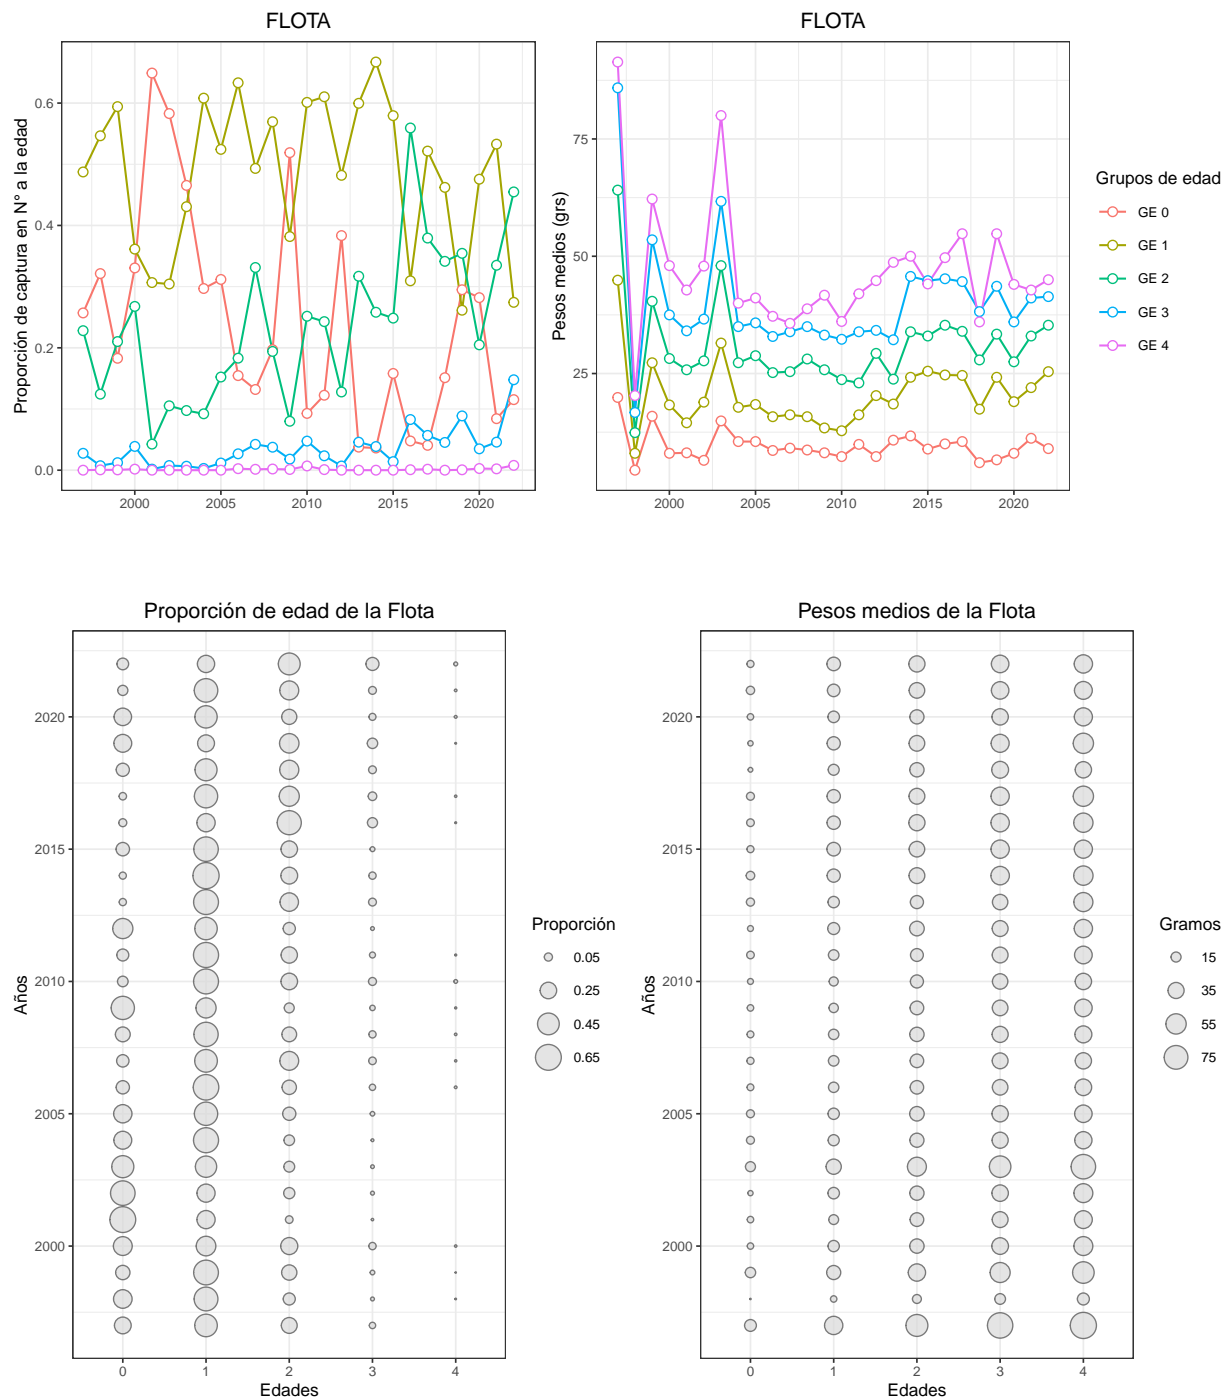 FLOTA
Proporción de captura en N° a la edad
0.6
0.4
0.2
0.0
2000
2005
2010
2015
2020
FLOTA
Pesos medios (grs)
75
50
25
2000
2005
2010
2015
2020
Grupos de edad
GE 0
GE 1
GE 2
GE 3
GE 4
Proporción de edad de la Flota
Años
2020
2015
2010
2005
2000
0
1
2
3
4
Edades
Proporción
0.05
0.25
0.45
0.65
Pesos medios de la Flota
Años
2020
2015
2010
2005
2000
0
1
2
3
4
Edades
Gramos
15
35
55
75